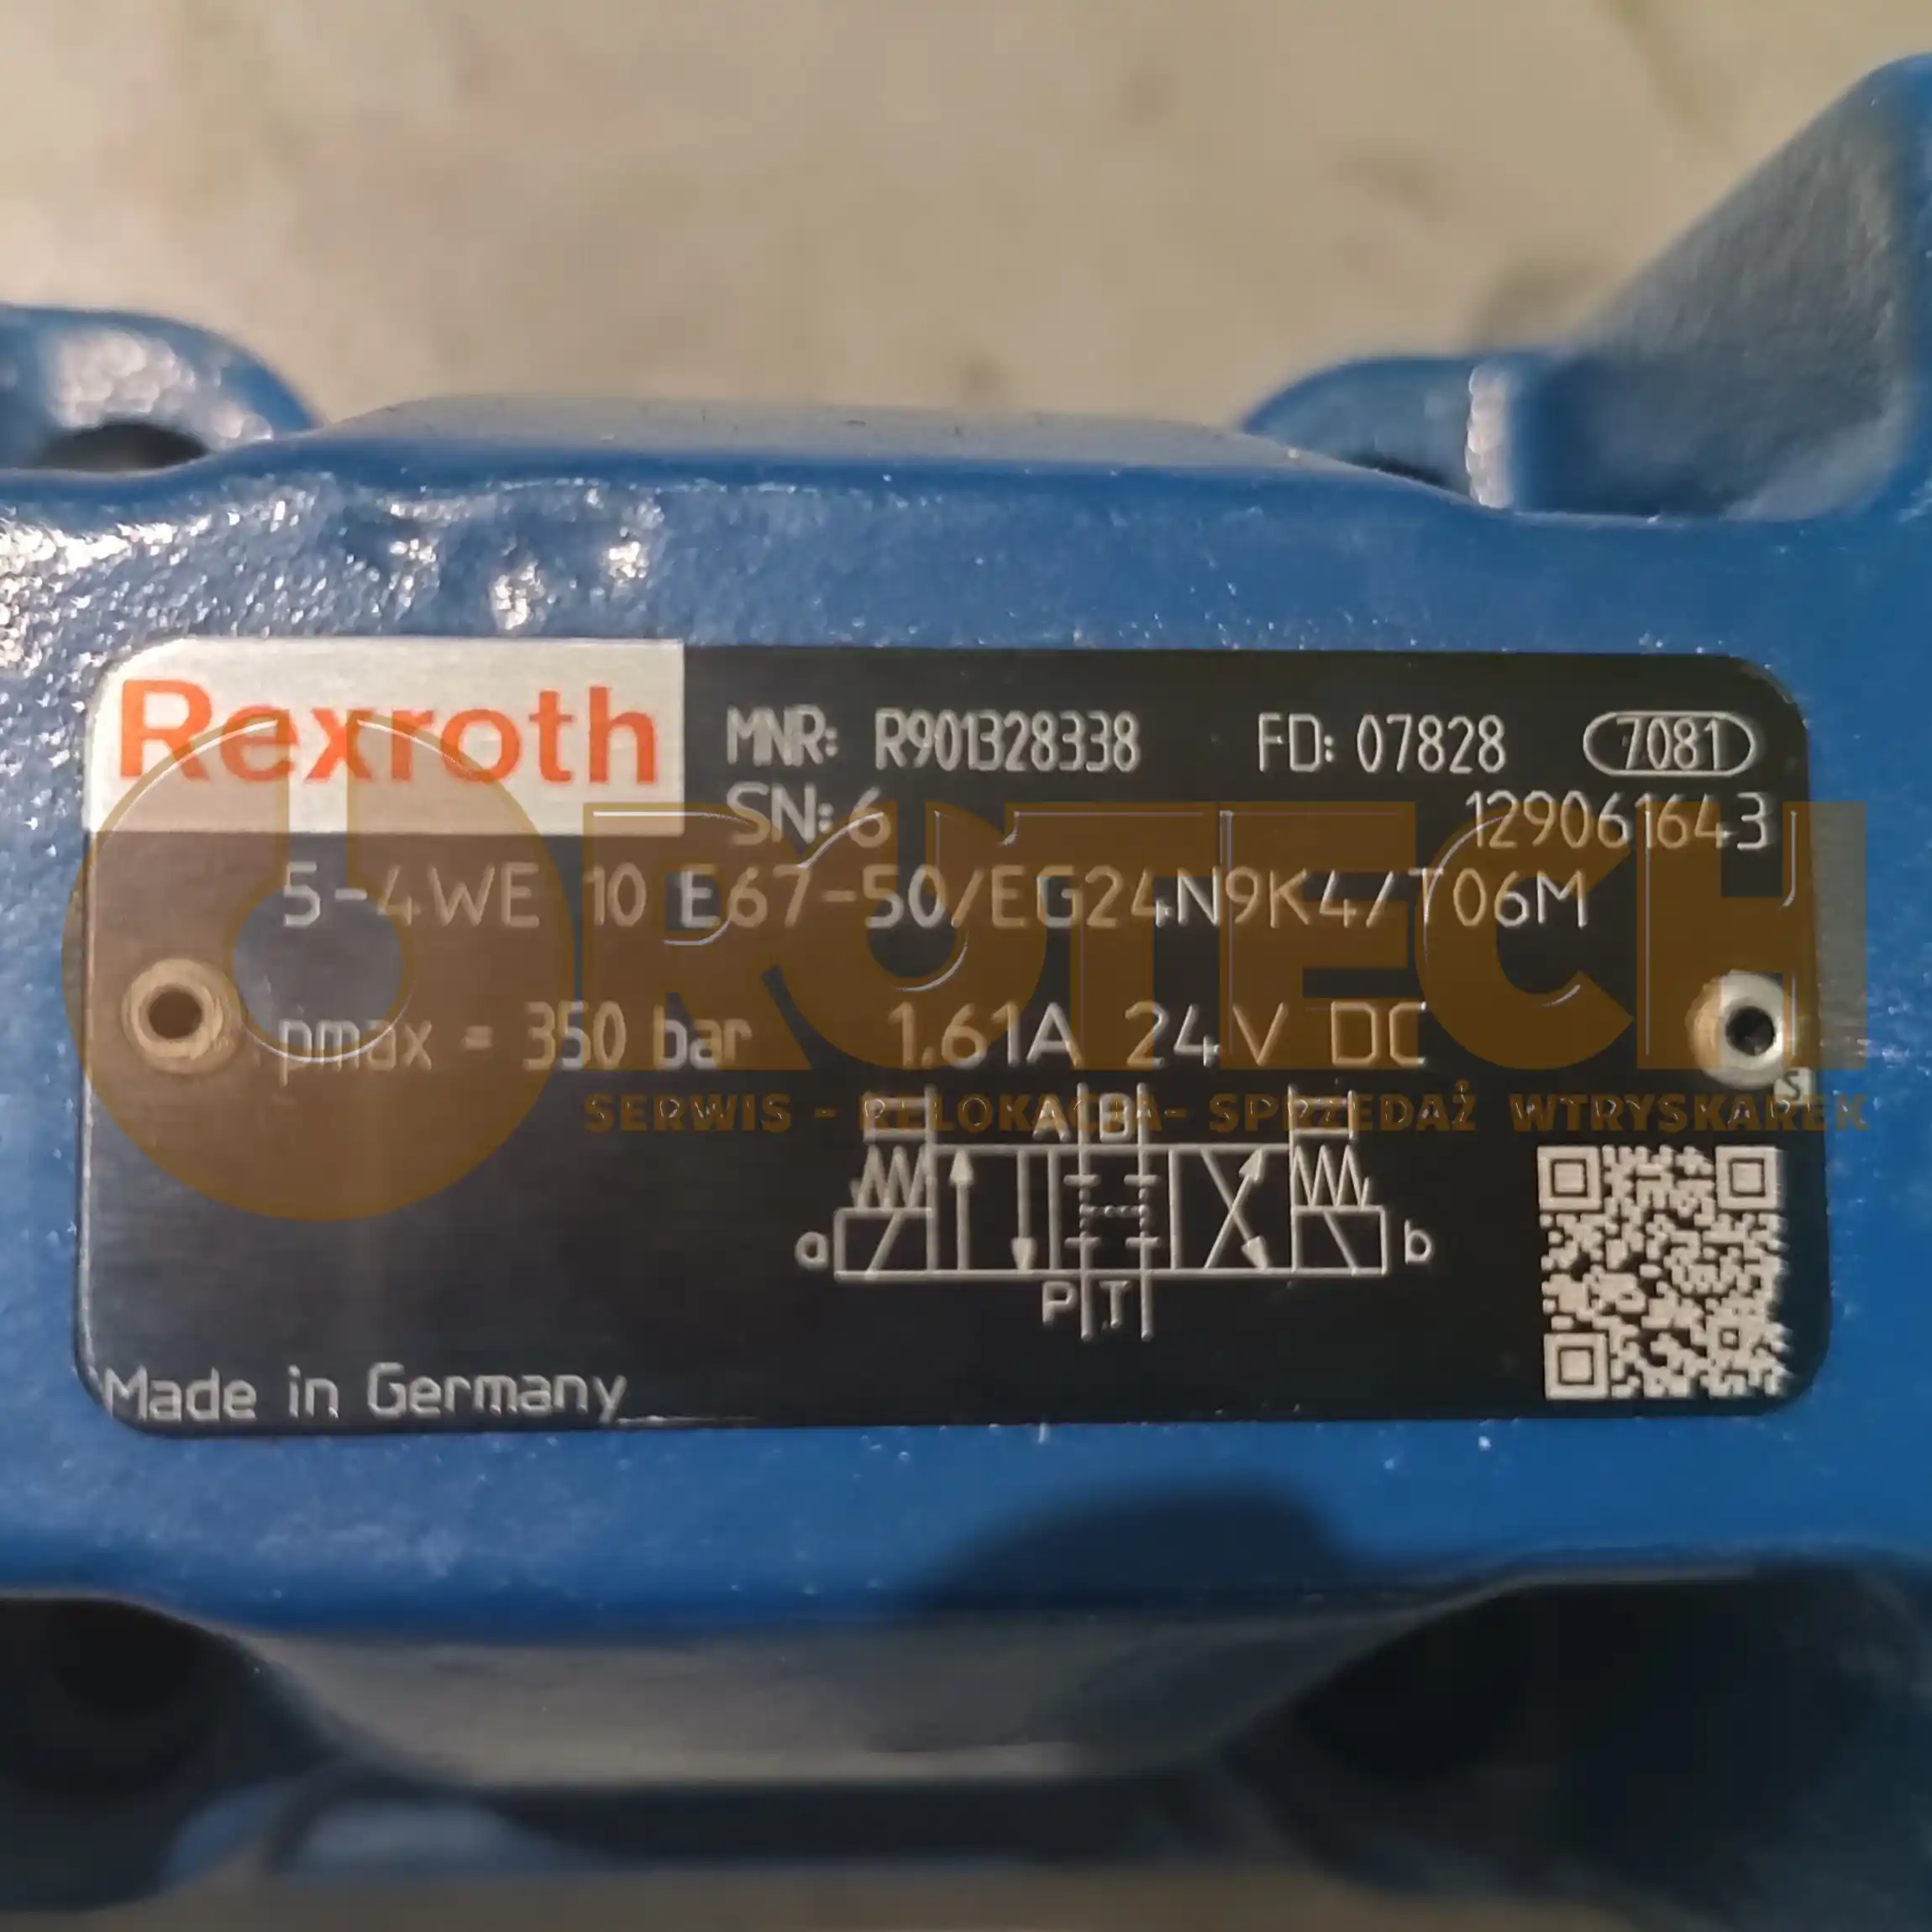 Rexroth
MNR: R901328338 FD: 07828 7081
SN: 6 129061643
5-4WE 10 E67-50/EG24N9K4/T06M
pmax = 350 bar 1.61A 24V DC
A B
a b
P T
Made in Germany
ROTECH
SERWIS - RELOKACJA - SPRZEDAŻ WTRYSKAREK